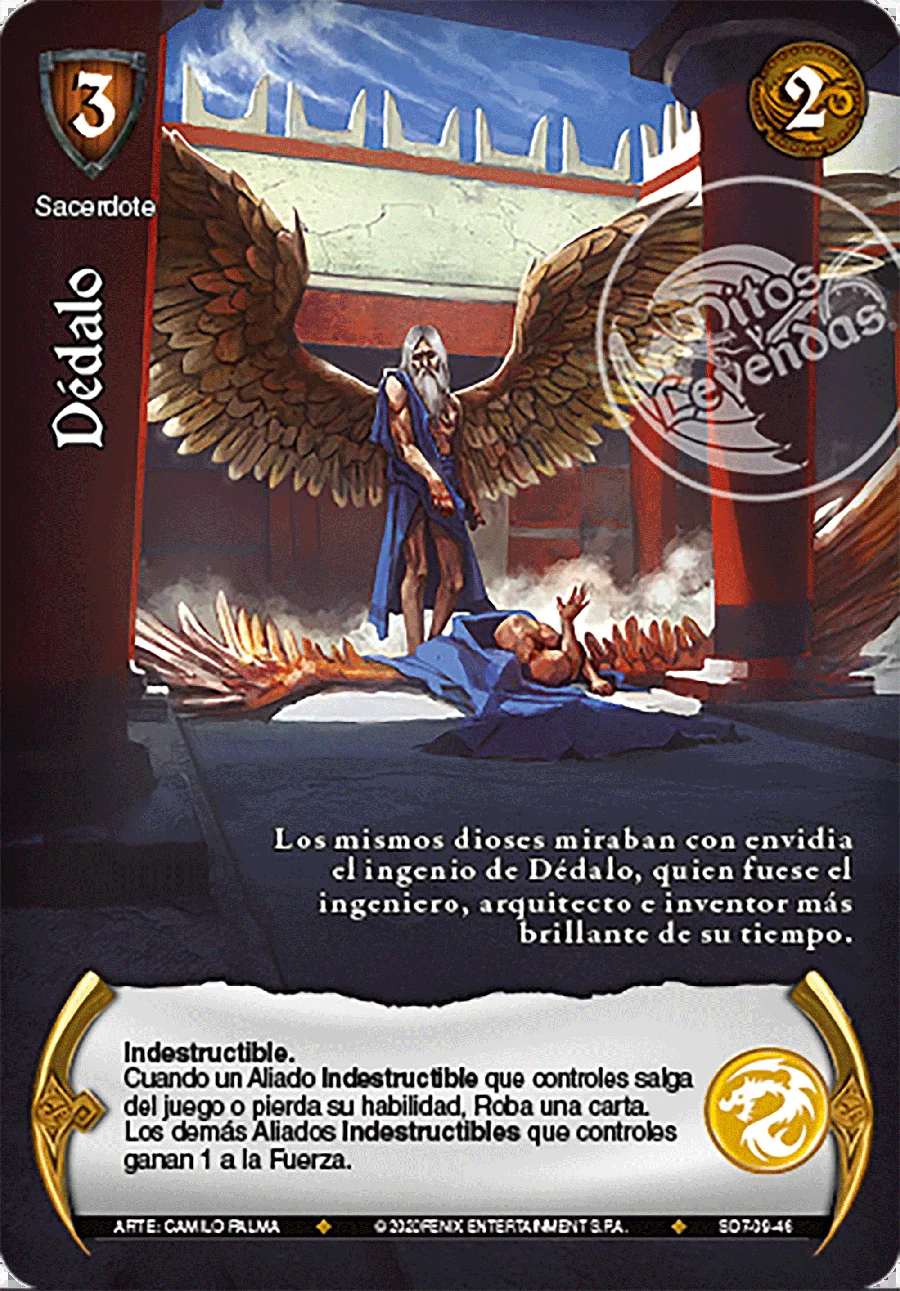 3
2
Sacerdote
Dédalo
Mitos
y
Leyendas
Los mismos dioses miraban con envidia
el ingenio de Dédalo, quien fuese el
ingeniero, arquitecto e inventor más
brillante de su tiempo.
Indestructible.
Cuando un Aliado Indestructible que controles salga
del juego o pierda su habilidad, Roba una carta.
Los demás Aliados Indestructibles que controles
ganan 1 a la Fuerza.
ARTE: CAMILO PALMA © 2020 FENIX ENTERTAINMENT S.P.A. SO7-09-46